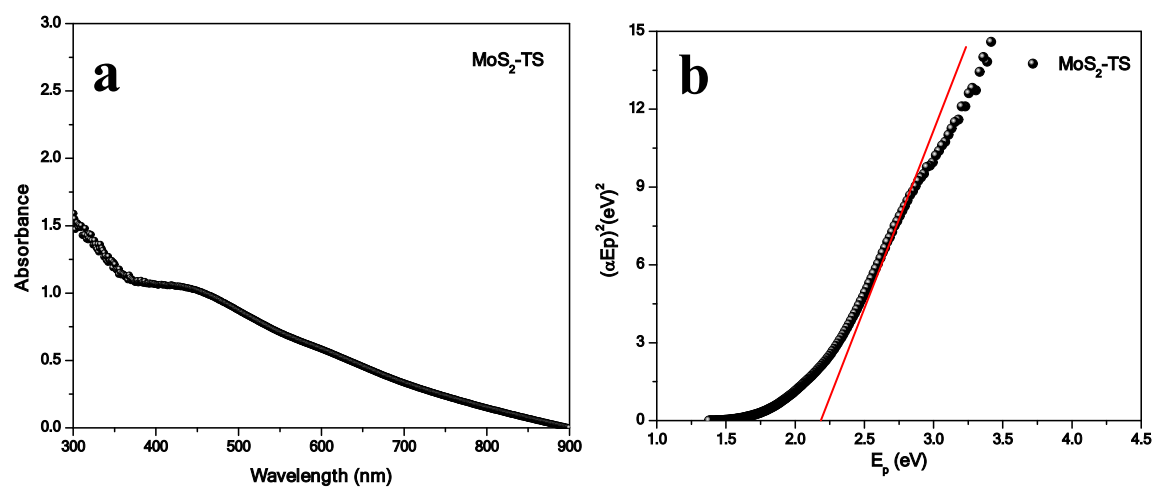 a
MoS₂-TS
Absorbance
3.0
2.5
2.0
1.5
1.0
0.5
0.0
300 400 500 600 700 800 900
Wavelength (nm)
b
MoS₂-TS
(αEp)²(eV)²
15
12
9
6
3
0
1.0 1.5 2.0 2.5 3.0 3.5 4.0 4.5
Eₚ (eV)